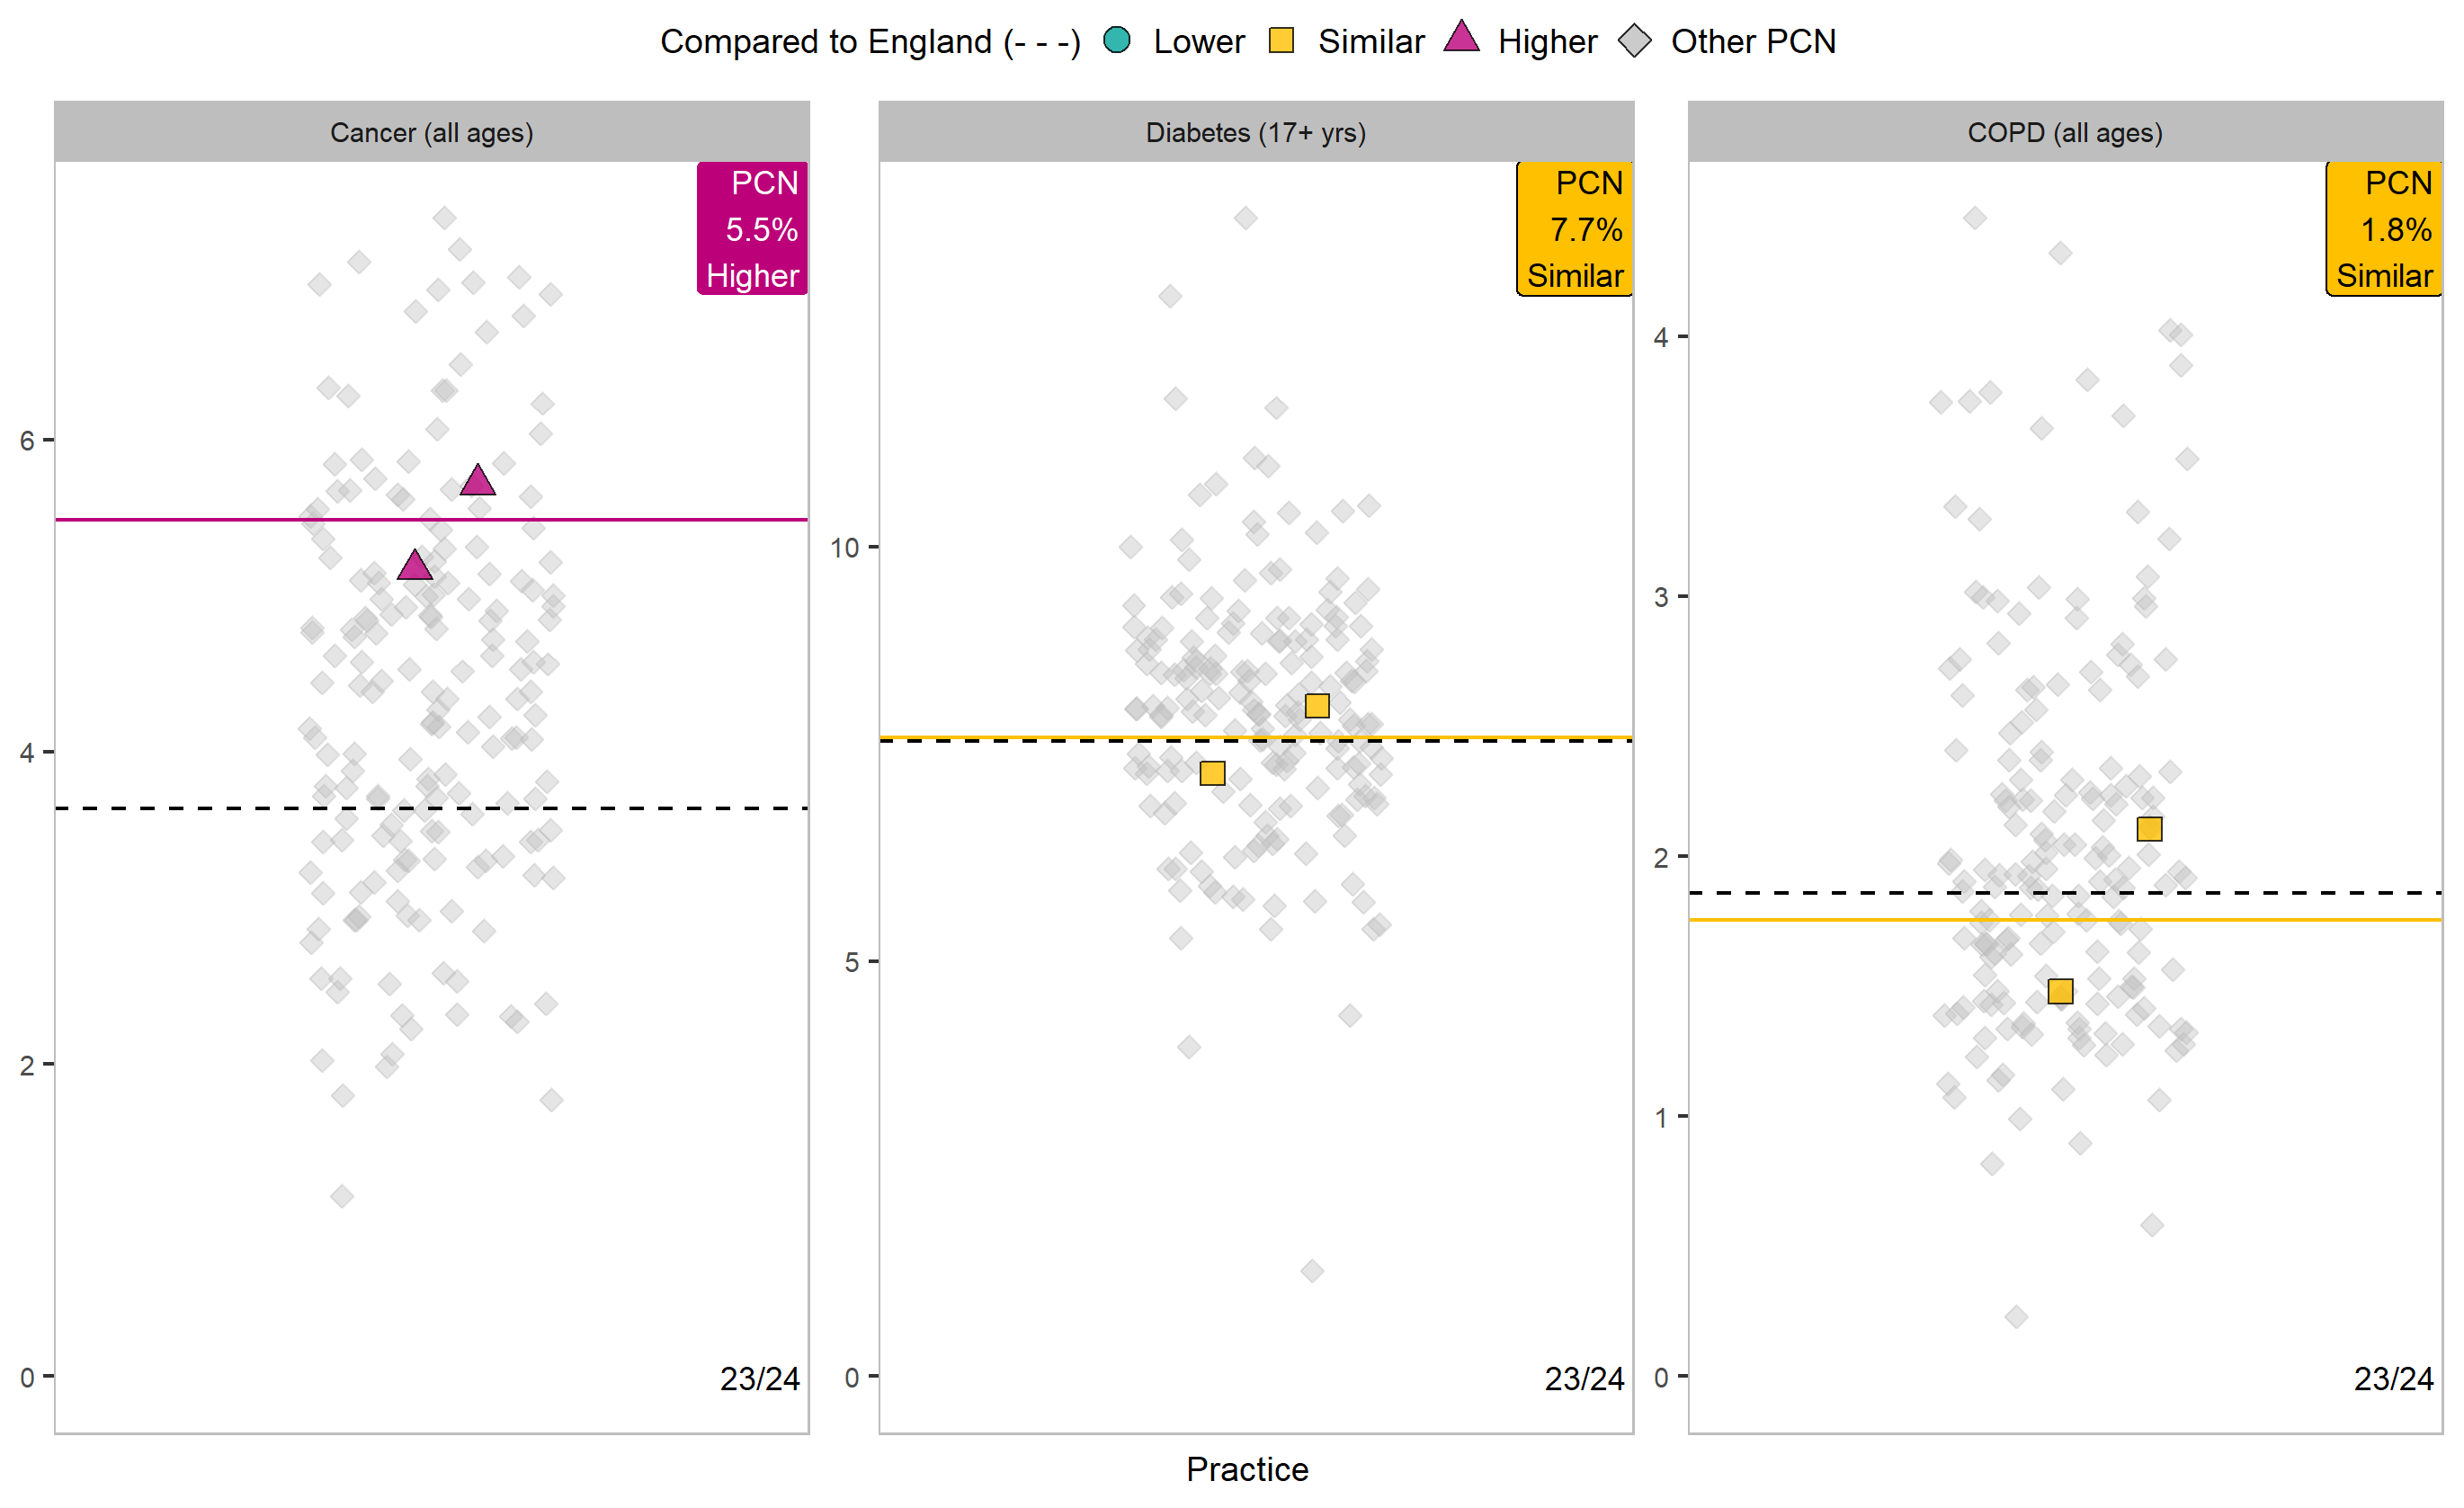 Compared to England (- - -) Lower Similar Higher Other PCN
Cancer (all ages)
PCN
5.5%
Higher
6
4
2
0
23/24
Diabetes (17+ yrs)
PCN
7.7%
Similar
10
5
0
23/24
COPD (all ages)
PCN
1.8%
Similar
4
3
2
1
0
23/24
Practice